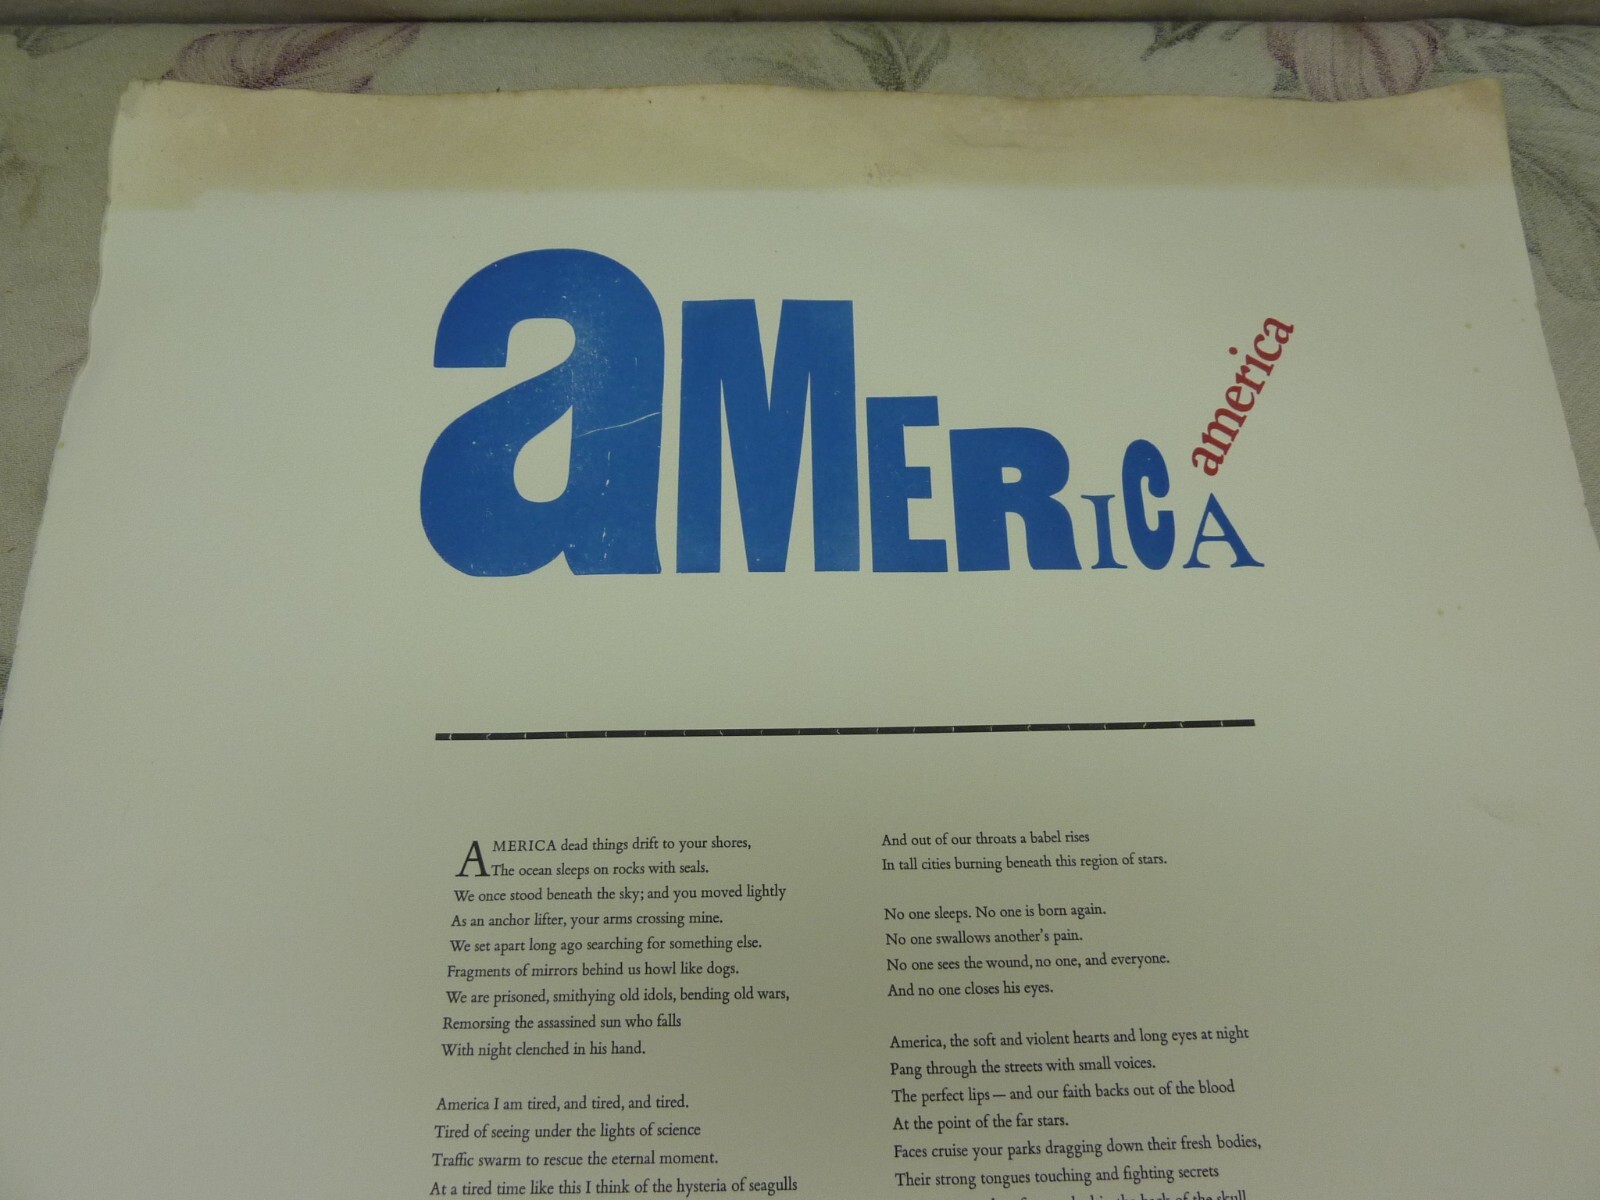 aMERICA
america
AMERICA dead things drift to your shores,
The ocean sleeps on rocks with seals.
We once stood beneath the sky; and you moved lightly
As an anchor lifter, your arms crossing mine.
We set apart long ago searching for something else.
Fragments of mirrors behind us howl like dogs.
We are prisoned, smithying old idols, bending old wars,
Remorsing the assassined sun who falls
With night clenched in his hand.
America I am tired, and tired, and tired.
Tired of seeing under the lights of science
Traffic swarm to rescue the eternal moment.
At a tired time like this I think of the hysteria of seagulls
And out of our throats a babel rises
In tall cities burning beneath this region of stars.
No one sleeps. No one is born again.
No one swallows another's pain.
No one sees the wound, no one, and everyone.
And no one closes his eyes.
America, the soft and violent hearts and long eyes at night
Pang through the streets with small voices.
The perfect lips — and our faith backs out of the blood
At the point of the far stars.
Faces cruise your parks dragging down their fresh bodies,
Their strong tongues touching and fighting secrets
in the back of the skull